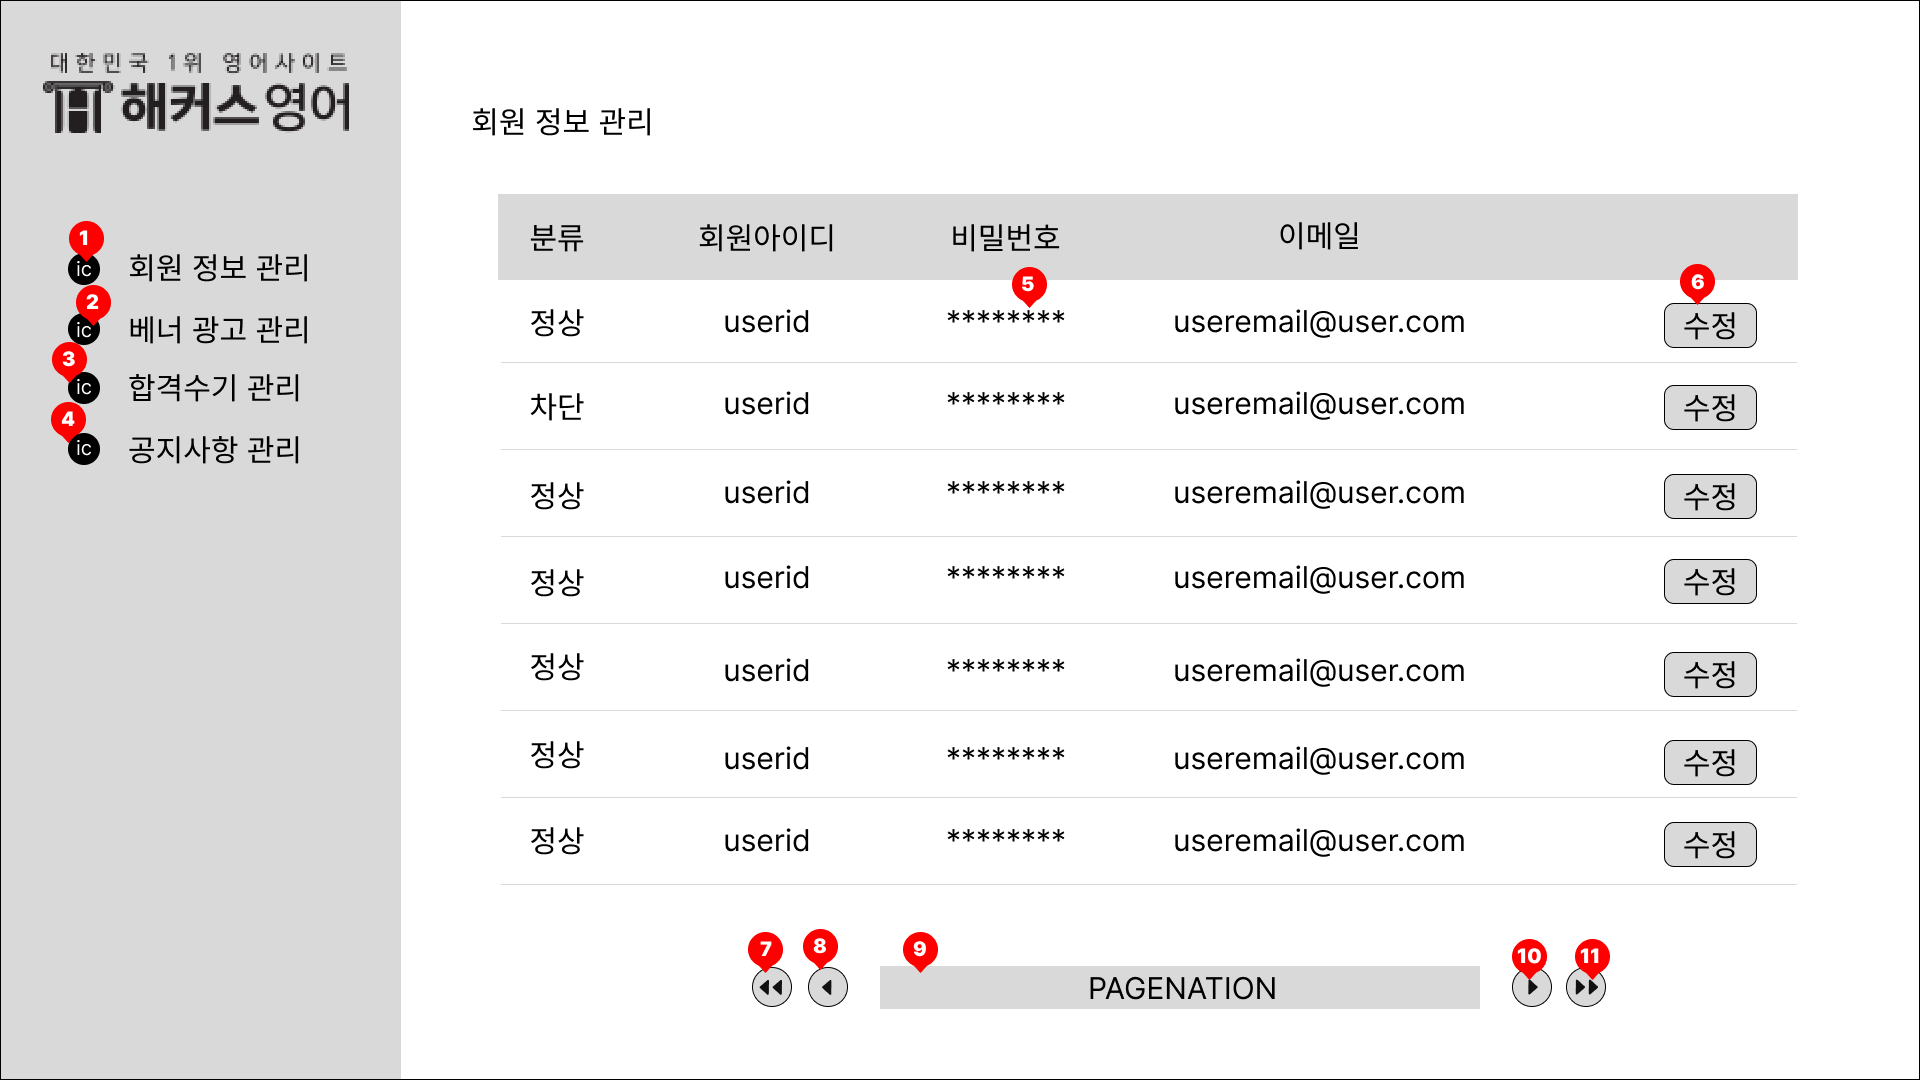 대한민국 1위 영어사이트
해커스영어
1
ic 회원 정보 관리
2
ic 베너 광고 관리
3
ic 합격수기 관리
4
ic 공지사항 관리
회원 정보 관리
분류 회원아이디 비밀번호 이메일
5 6
정상 userid ******** useremail@user.com 수정
차단 userid ******** useremail@user.com 수정
정상 userid ******** useremail@user.com 수정
정상 userid ******** useremail@user.com 수정
정상 userid ******** useremail@user.com 수정
정상 userid ******** useremail@user.com 수정
정상 userid ******** useremail@user.com 수정
7 8 9 10 11
PAGENATION